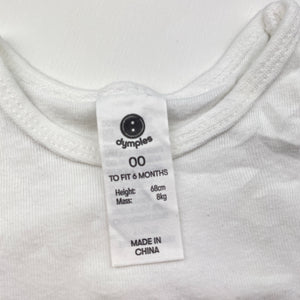 dymples
00
TO FIT 6 MONTHS
Height: 68cm
Mass: 8kg
MADE IN
CHINA